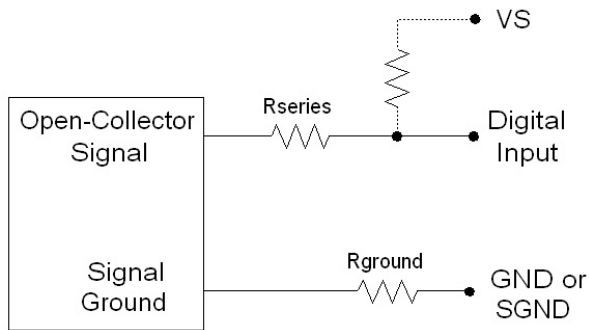 VS
Rseries
Open-Collector
Signal
Digital
Input
Signal
Ground
Rground
GND or
SGND